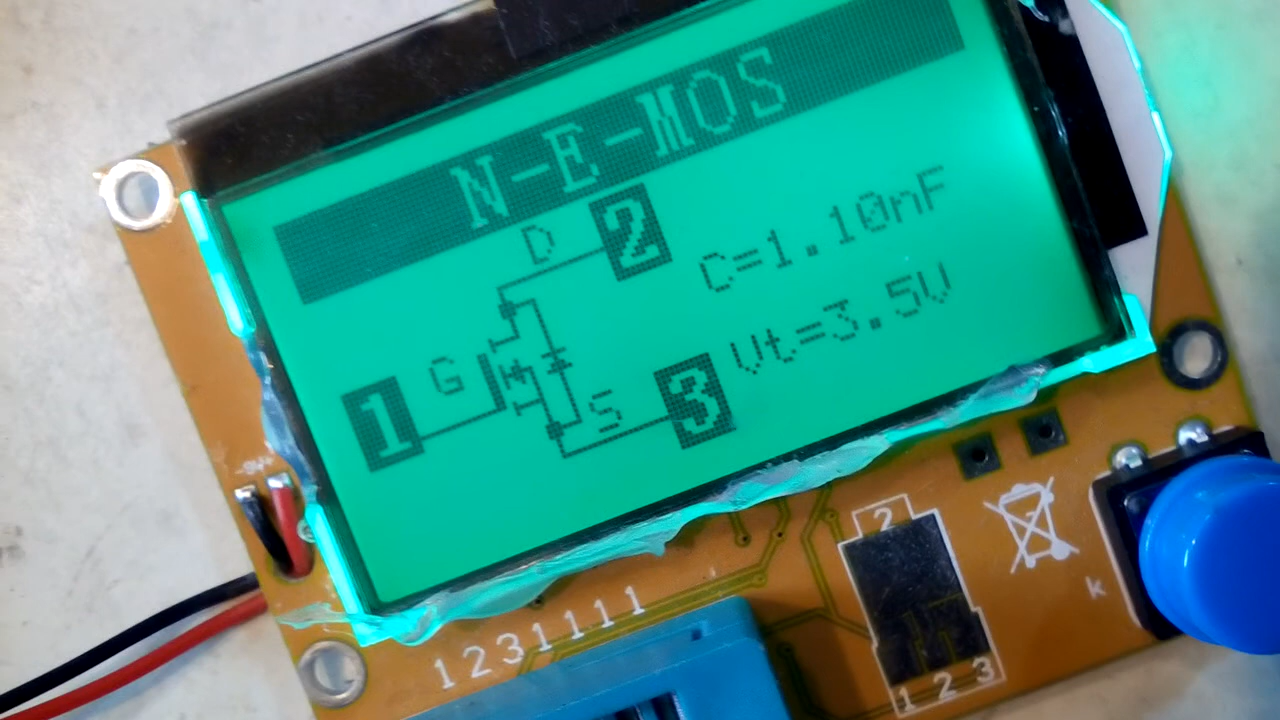 N-E-MOS
D 2
C=1.10nF
1 G
S 3
Vt=3.5V
1231111
2
1 2 3
k